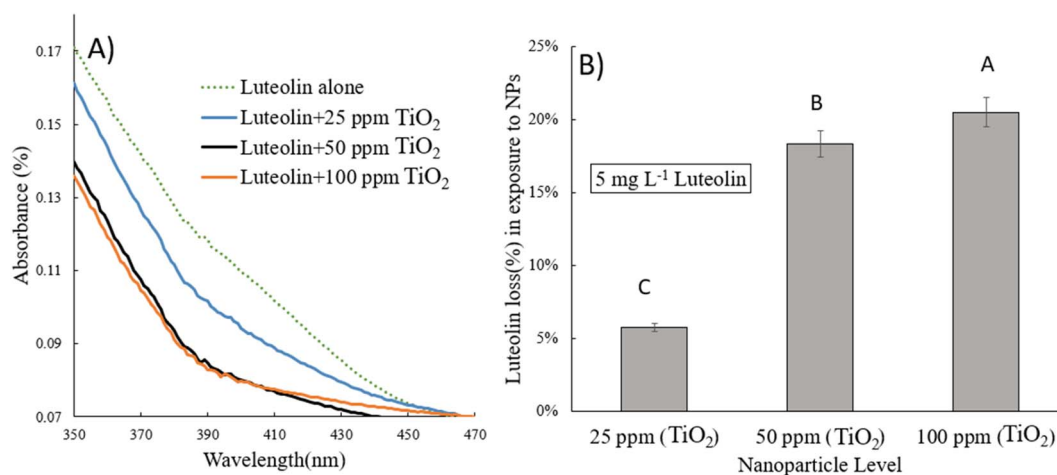 A)
Absorbance (%)
0.17
0.15
0.13
0.11
0.09
0.07
Luteolin alone
Luteolin+25 ppm TiO2
Luteolin+50 ppm TiO2
Luteolin+100 ppm TiO2
350 370 390 410 430 450 470
Wavelength(nm)
B)
Luteolin loss(%) in exposure to NPs
25%
20%
15%
10%
5%
0%
5 mg L-1 Luteolin
C
B
A
25 ppm (TiO2) 50 ppm (TiO2) 100 ppm (TiO2)
Nanoparticle Level